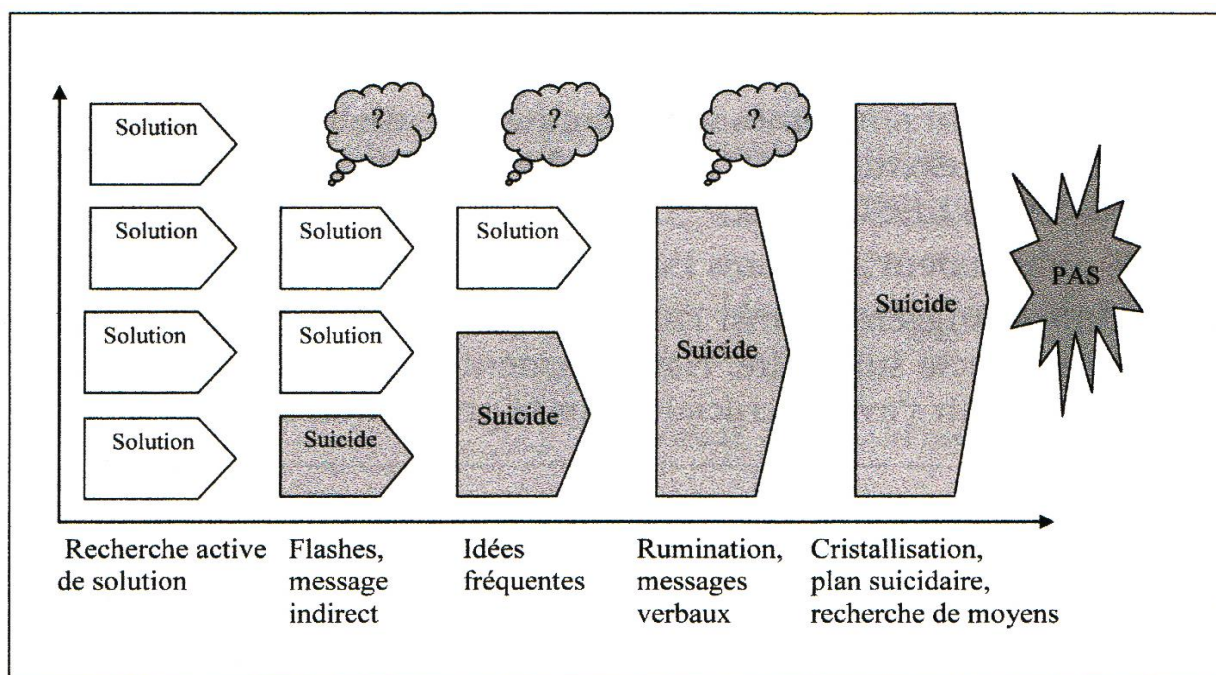 Solution
?
?
?
Solution
Solution
Solution
Solution
Solution
Solution
Suicide
Suicide
Suicide
Suicide
PAS
Recherche active
de solution
Flashes,
message
indirect
Idées
fréquentes
Rumination,
messages
verbaux
Cristallisation,
plan suicidaire,
recherche de moyens